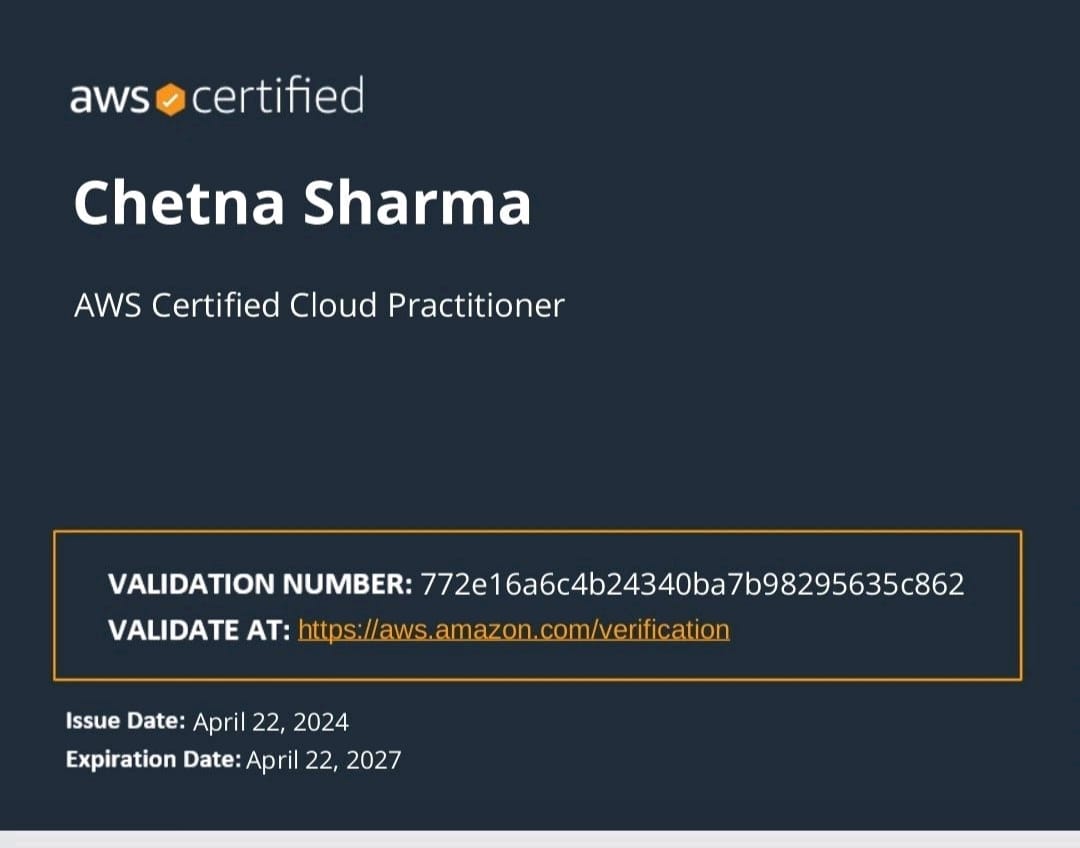 aws certified
Chetna Sharma
AWS Certified Cloud Practitioner
VALIDATION NUMBER: 772e16a6c4b24340ba7b98295635c862
VALIDATE AT: https://aws.amazon.com/verification
Issue Date: April 22, 2024
Expiration Date: April 22, 2027